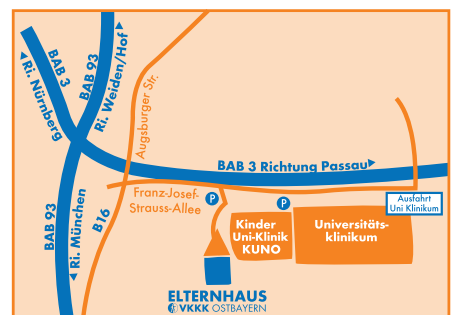 BAB 3
Ri. Nürnberg
BAB 93
Ri. Weiden/Hof
Augsburger Str.
BAB 3 Richtung Passau
Franz-Josef-
Strauss-Allee
P
P
Ausfahrt
Uni Klinikum
BAB 93
Ri. München
B16
Kinder
Uni-Klinik
KUNO
Universitäts-
klinikum
ELTERNHAUS
VKKK OSTBAYERN